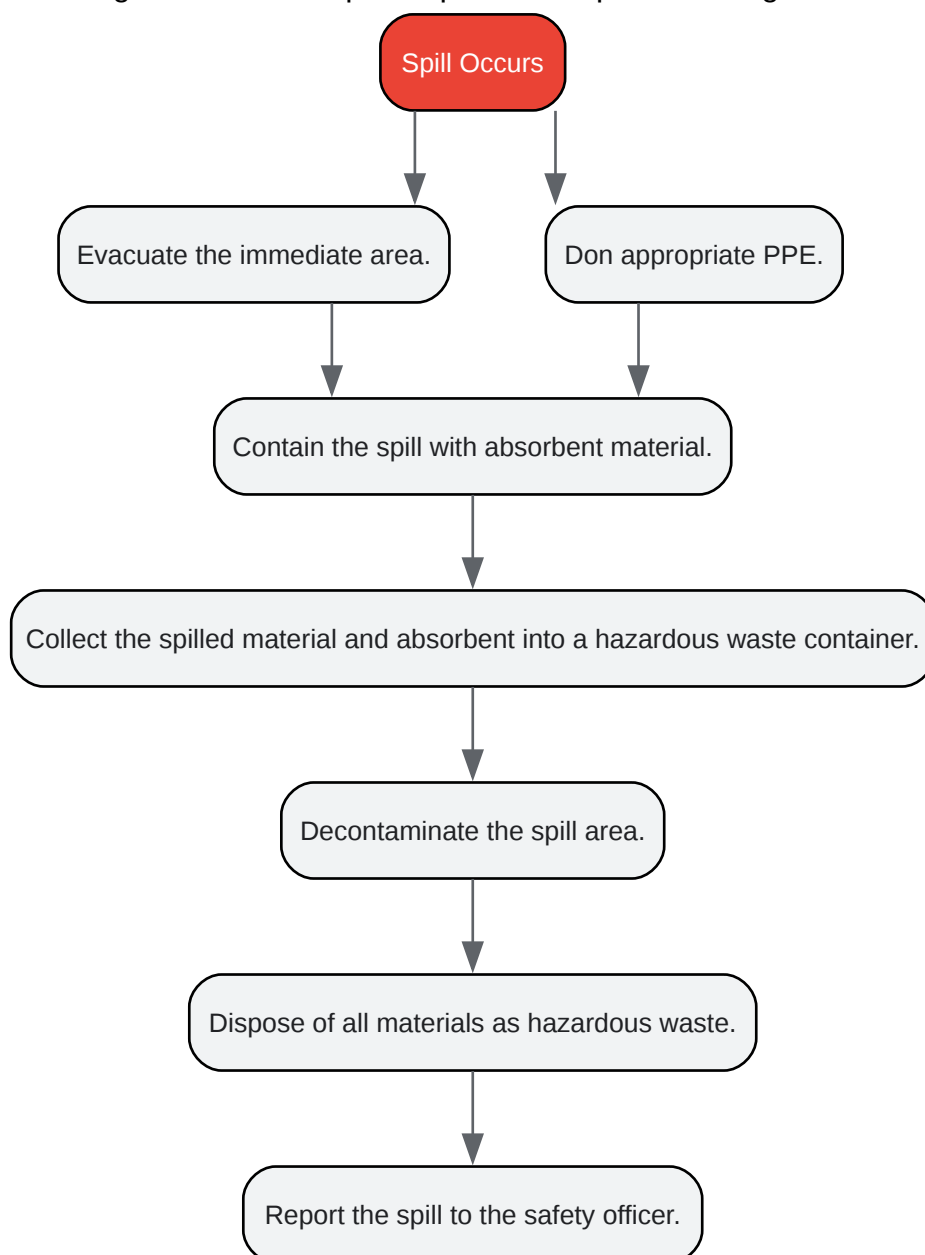 Spill Occurs
Evacuate the immediate area.
Don appropriate PPE.
Contain the spill with absorbent material.
Collect the spilled material and absorbent into a hazardous waste container.
Decontaminate the spill area.
Dispose of all materials as hazardous waste.
Report the spill to the safety officer.